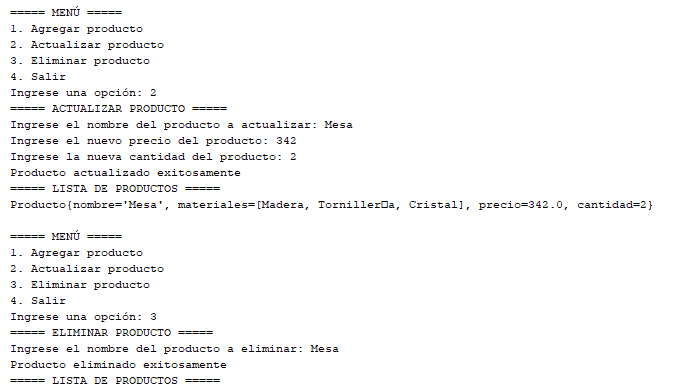 ===== MENÚ =====
1. Agregar producto
2. Actualizar producto
3. Eliminar producto
4. Salir
Ingrese una opción: 2
===== ACTUALIZAR PRODUCTO =====
Ingrese el nombre del producto a actualizar: Mesa
Ingrese el nuevo precio del producto: 342
Ingrese la nueva cantidad del producto: 2
Producto actualizado exitosamente
===== LISTA DE PRODUCTOS =====
Producto{nombre='Mesa', materiales=[Madera, Torniller□a, Cristal], precio=342.0, cantidad=2}
===== MENÚ =====
1. Agregar producto
2. Actualizar producto
3. Eliminar producto
4. Salir
Ingrese una opción: 3
===== ELIMINAR PRODUCTO =====
Ingrese el nombre del producto a eliminar: Mesa
Producto eliminado exitosamente
===== LISTA DE PRODUCTOS =====